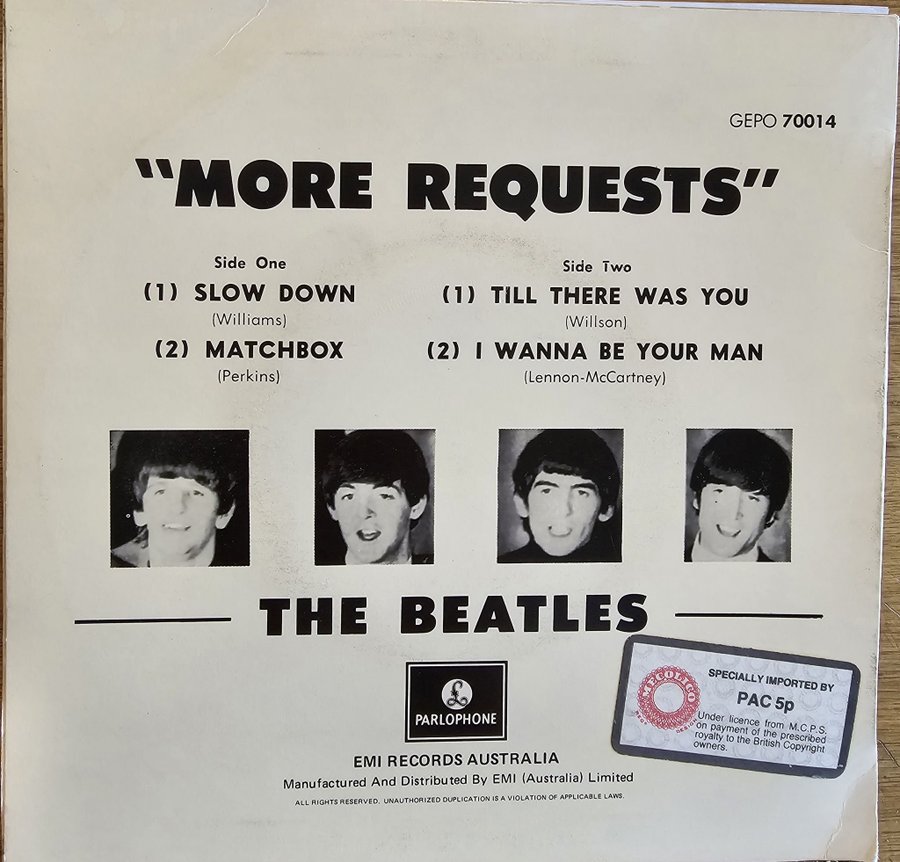 GEPO 70014
"MORE REQUESTS"
Side One
(1) SLOW DOWN
(Williams)
(2) MATCHBOX
(Perkins)
Side Two
(1) TILL THERE WAS YOU
(Willson)
(2) I WANNA BE YOUR MAN
(Lennon-McCartney)
THE BEATLES
£
PARLOPHONE
EMI RECORDS AUSTRALIA
Manufactured And Distributed By EMI (Australia) Limited
ALL RIGHTS RESERVED. UNAUTHORIZED DUPLICATION IS A VIOLATION OF APPLICABLE LAWS.
MECOLICO
SPECIALLY IMPORTED BY
PAC 5p
Under licence from M.C.P.S.
on payment of the prescribed
royalty to the British Copyright
owners.